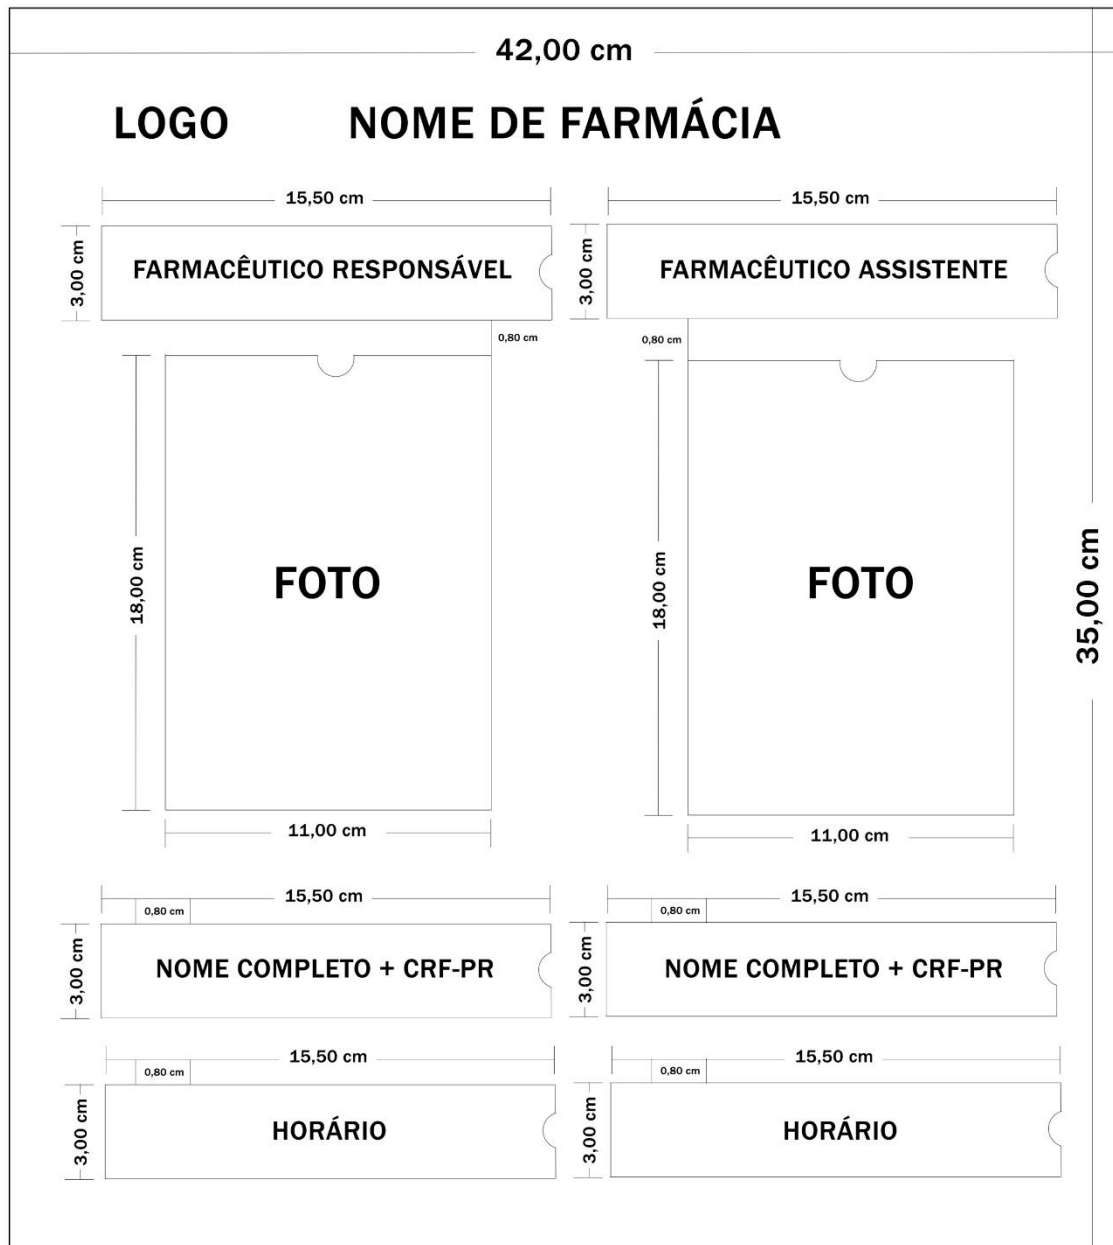 42,00 cm
LOGO NOME DE FARMÁCIA
15,50 cm 15,50 cm
3,00 cm FARMACÊUTICO RESPONSÁVEL 3,00 cm FARMACÊUTICO ASSISTENTE
0,80 cm 0,80 cm
18,00 cm FOTO 18,00 cm FOTO
35,00 cm
11,00 cm 11,00 cm
15,50 cm 15,50 cm
0,80 cm 0,80 cm
3,00 cm NOME COMPLETO + CRF-PR 3,00 cm NOME COMPLETO + CRF-PR
15,50 cm 15,50 cm
0,80 cm 0,80 cm
3,00 cm HORÁRIO 3,00 cm HORÁRIO